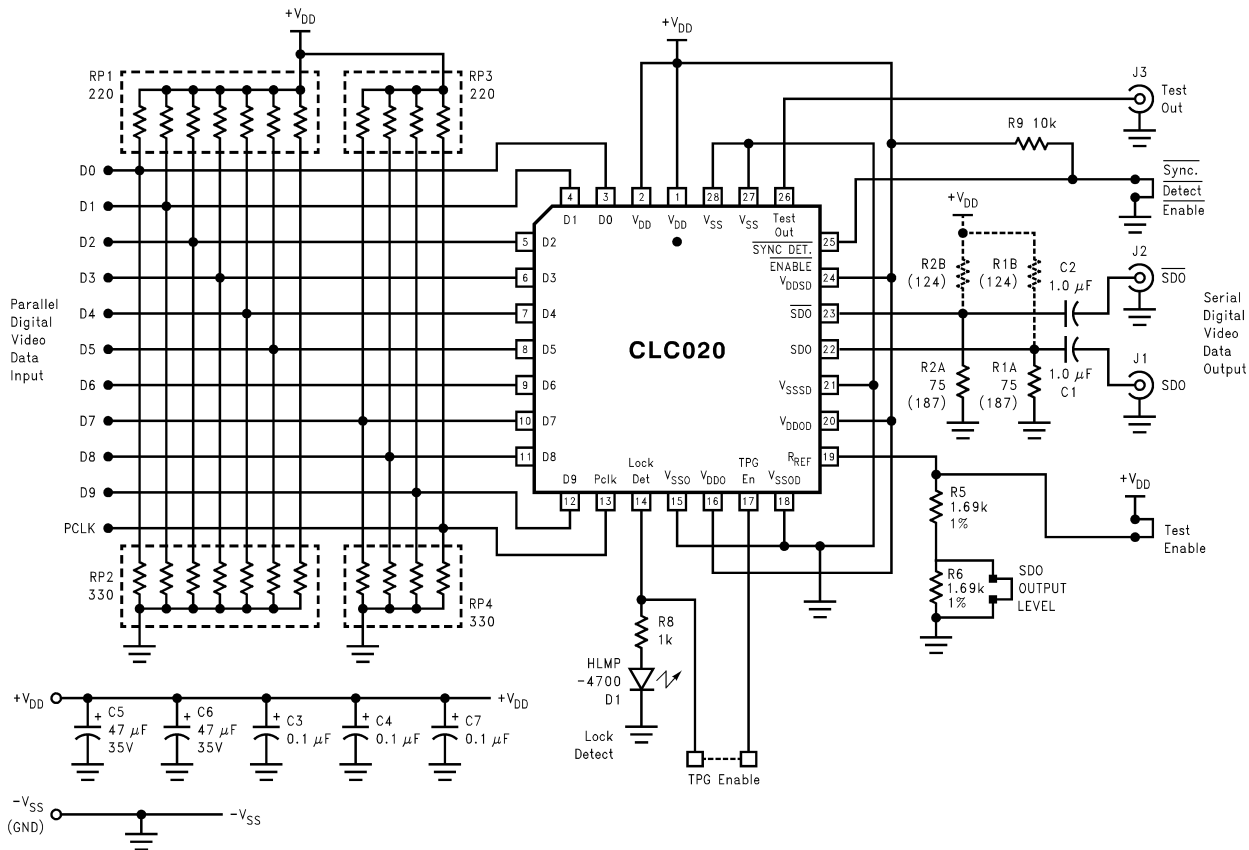 +VDD
RP1
220
RP3
220
D0
D1
D2
D3
D4
D5
D6
D7
D8
D9
PCLK
Parallel
Digital
Video
Data
Input
RP2
330
RP4
330
+VDD
4
3
2
1
28
27
26
D1
D0
VDD
VDD
VSS
VSS
Test
Out
SYNC DET.
ENABLE
VDDSD
SDO
SDO
VSSSD
VDDOD
RREF
25
24
23
22
21
20
19
5
6
7
8
9
10
11
D2
D3
D4
D5
D6
D7
D8
CLC020
D9
Pclk
Lock
Det
VSSO
VDDO
TPG
En
VSSOD
12
13
14
15
16
17
18
J3
Test
Out
R9 10k
Sync.
Detect
Enable
+VDD
R2B
(124)
R1B
(124)
C2
1.0 μF
J2
SDO
R2A
75
(187)
R1A
75
(187)
1.0 μF
C1
J1
SDO
Serial
Digital
Video
Data
Output
R5
1.69k
1%
R6
1.69k
1%
SDO
OUTPUT
LEVEL
+VDD
Test
Enable
R8
1k
HLMP
-4700
D1
Lock
Detect
TPG Enable
+VDD
+ C5
47 μF
35V
+ C6
47 μF
35V
+ C3
0.1 μF
+ C4
0.1 μF
+ C7
0.1 μF
+VDD
-VSS
(GND)
-VSS